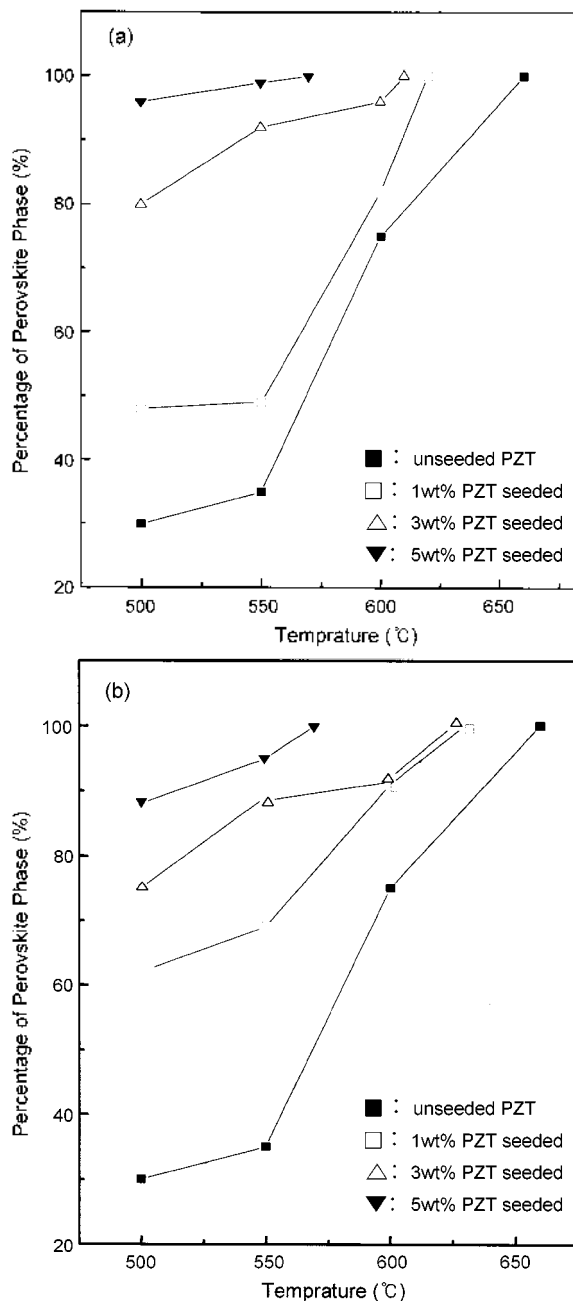 (a)
Percentage of Perovskite Phase (%)
100
80
60
40
20
■ : unseeded PZT
□ : 1wt% PZT seeded
△ : 3wt% PZT seeded
▼ : 5wt% PZT seeded
500 550 600 650
Temprature (℃)
(b)
Percentage of Perovskite Phase (%)
100
80
60
40
20
■ : unseeded PZT
□ : 1wt% PZT seeded
△ : 3wt% PZT seeded
▼ : 5wt% PZT seeded
500 550 600 650
Temprature (℃)